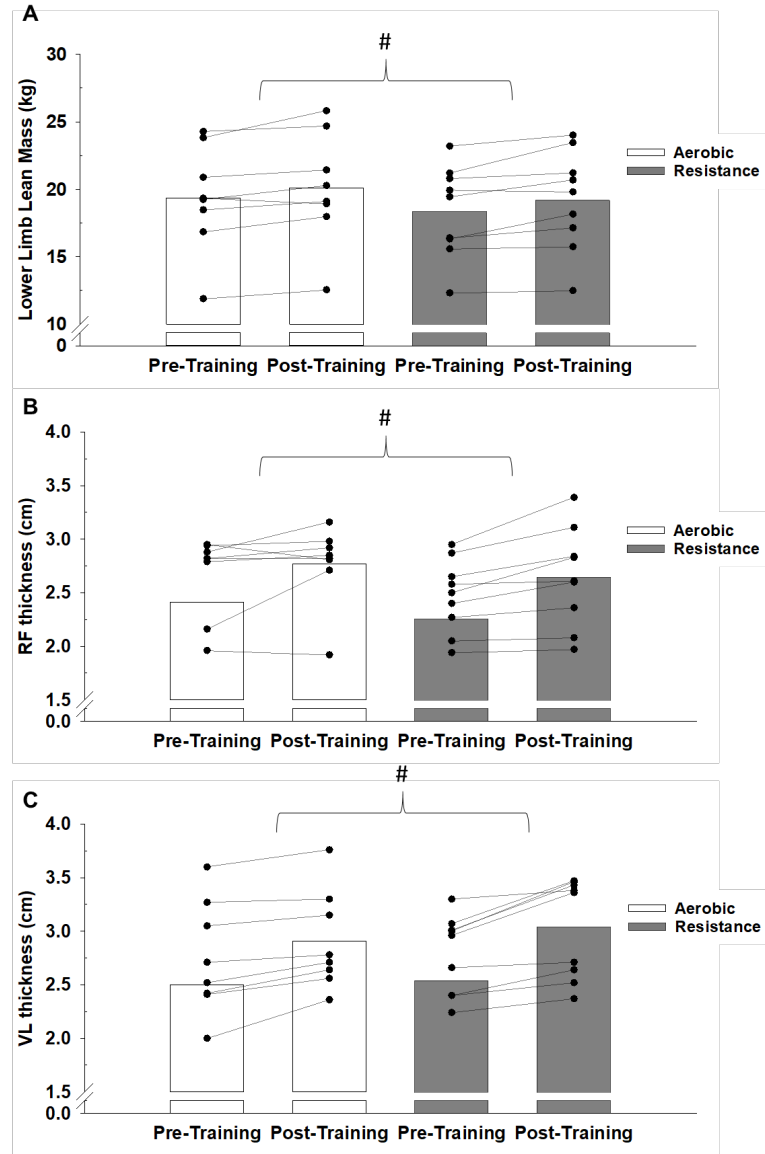 A
#
30
25
20
15
10
0
Lower Limb Lean Mass (kg)
Aerobic
Resistance
Pre-Training Post-Training Pre-Training Post-Training
B
#
4.0
3.5
3.0
2.5
2.0
1.5
0.0
RF thickness (cm)
Aerobic
Resistance
Pre-Training Post-Training Pre-Training Post-Training
#
C
4.0
3.5
3.0
2.5
2.0
1.5
0.0
VL thickness (cm)
Aerobic
Resistance
Pre-Training Post-Training Pre-Training Post-Training